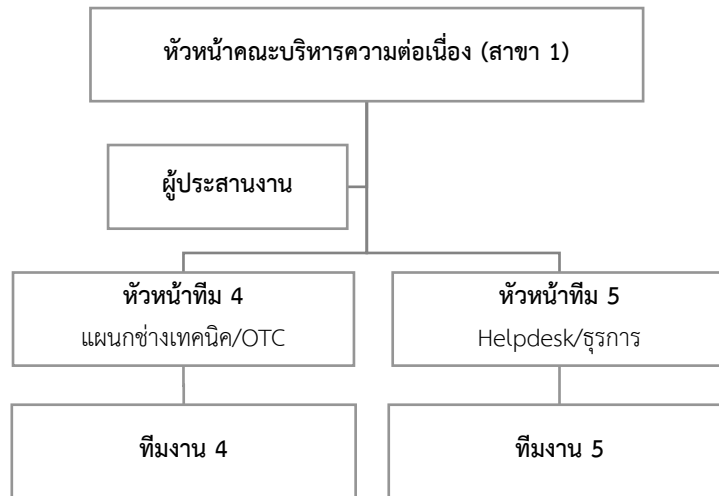 หัวหน้าคณะบริหารความต่อเนื่อง (สาขา 1)
ผู้ประสานงาน
หัวหน้าทีม 4
แผนกช่างเทคนิค/OTC
หัวหน้าทีม 5
Helpdesk/ธุรการ
ทีมงาน 4
ทีมงาน 5